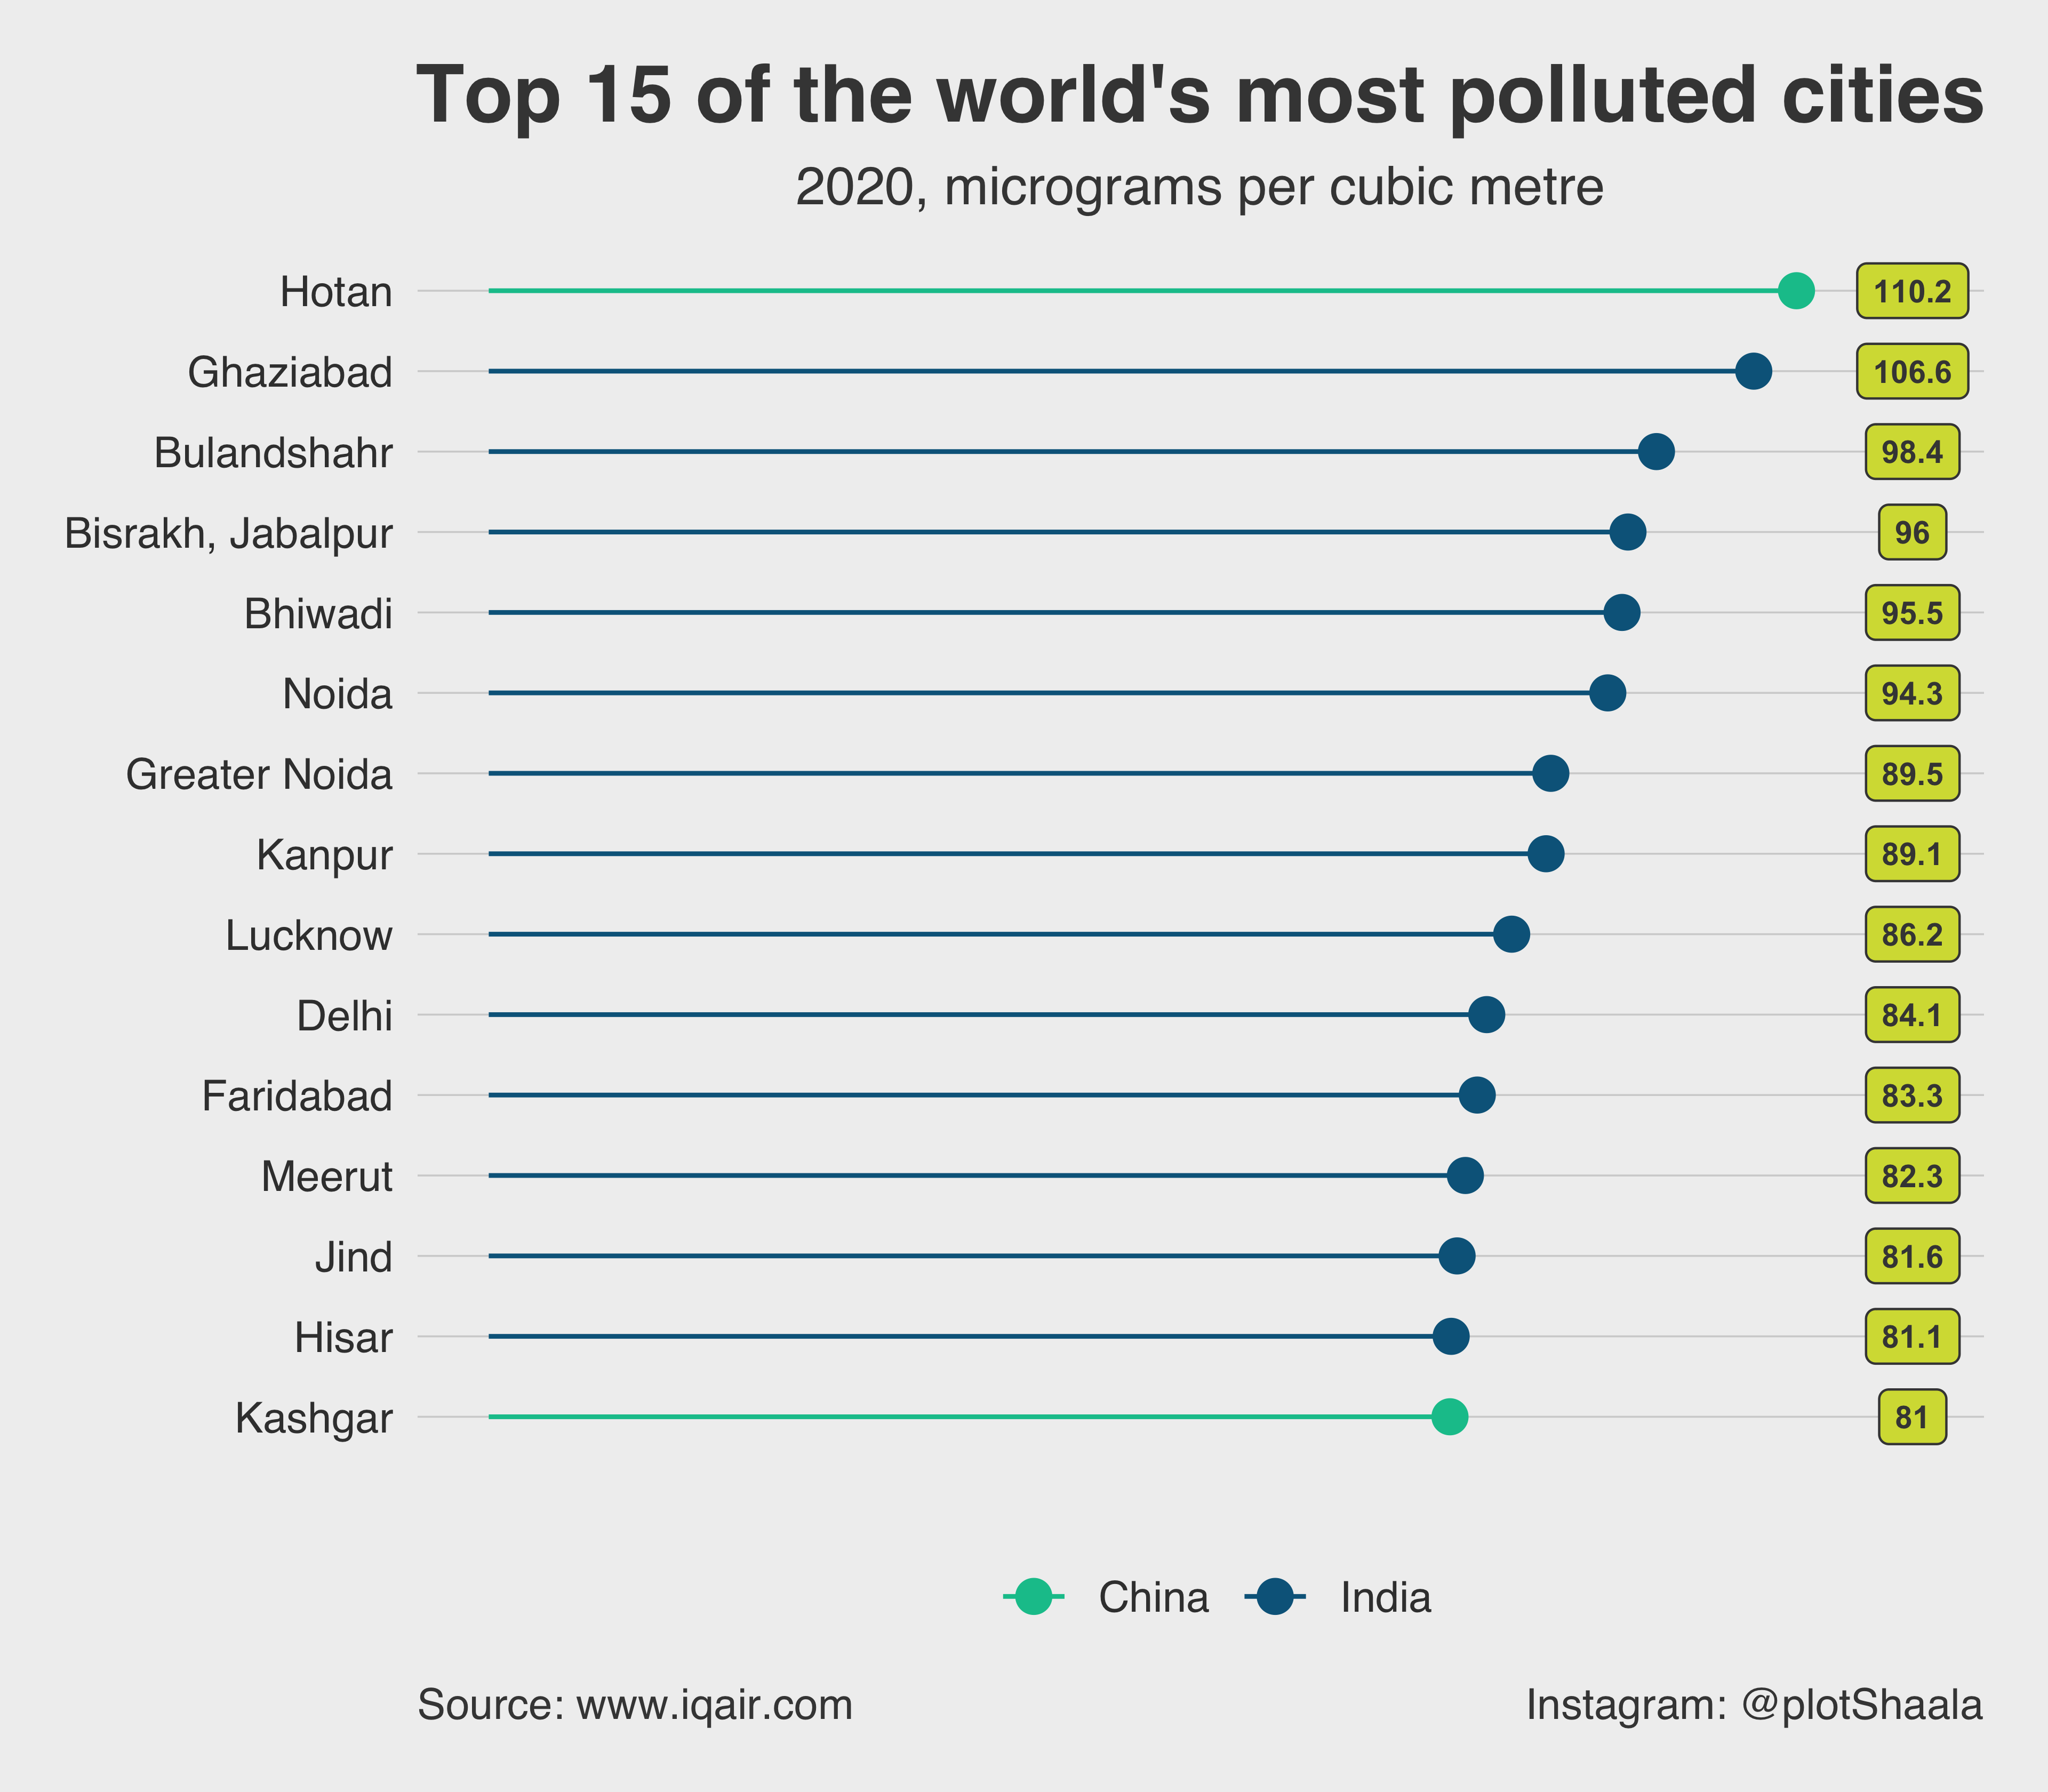 Top 15 of the world's most polluted cities
2020, micrograms per cubic metre
Hotan 110.2
Ghaziabad 106.6
Bulandshahr 98.4
Bisrakh, Jabalpur 96
Bhiwadi 95.5
Noida 94.3
Greater Noida 89.5
Kanpur 89.1
Lucknow 86.2
Delhi 84.1
Faridabad 83.3
Meerut 82.3
Jind 81.6
Hisar 81.1
Kashgar 81
China India
Source: www.iqair.com Instagram: @plotShaala